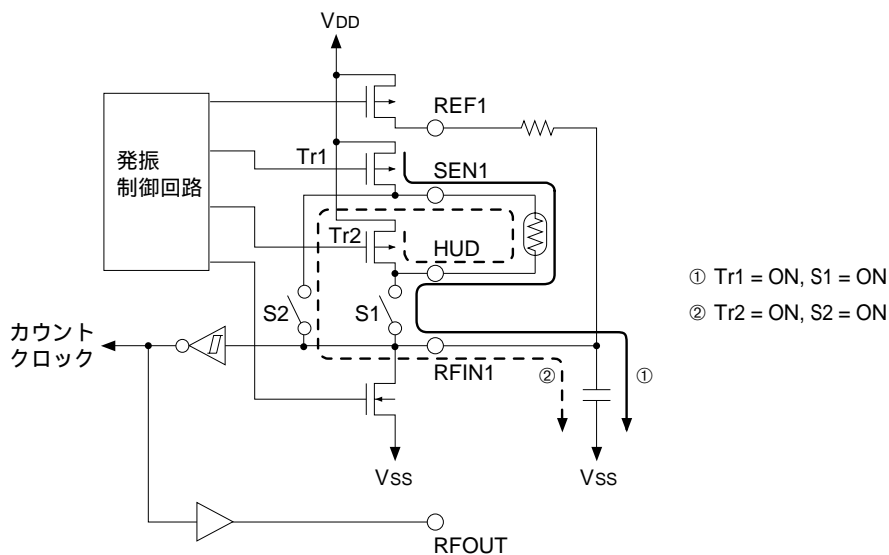 VDD
REF1
発振
制御回路
Tr1
SEN1
Tr2
HUD
S2
S1
① Tr1 = ON, S1 = ON
② Tr2 = ON, S2 = ON
カウント
クロック
RFIN1
②
①
VSS
VSS
RFOUT